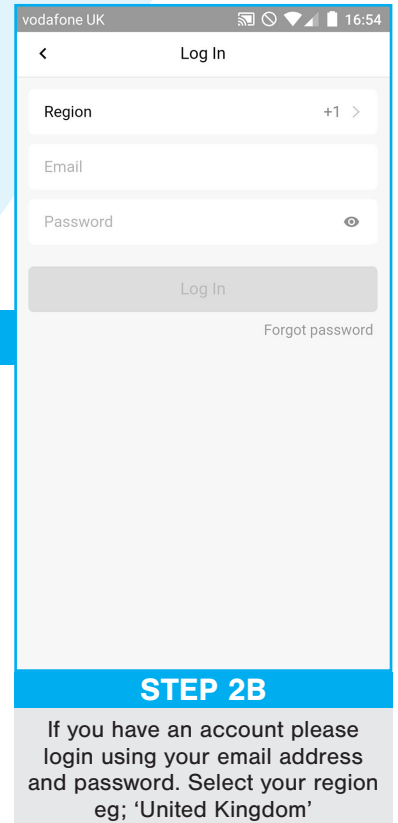 vodafone UK 16:54
Log In
Region +1
Email
Password
Log In
Forgot password
STEP 2B
If you have an account please
login using your email address
and password. Select your region
eg; ‘United Kingdom’